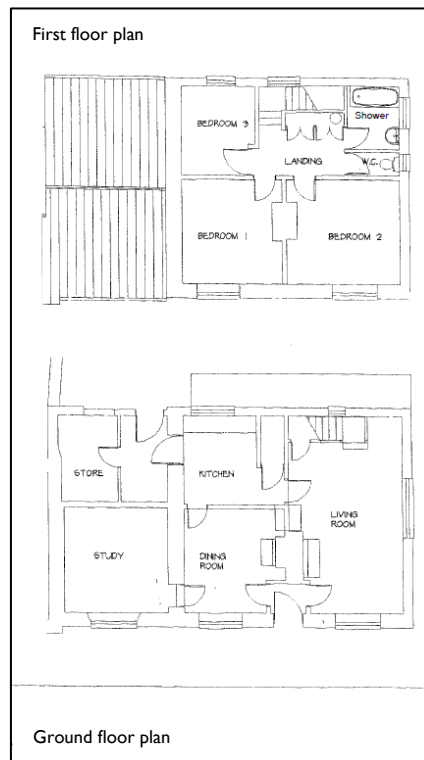 First floor plan
BEDROOM 3
Shower
LANDING
W.C.
BEDROOM 1
BEDROOM 2
STORE
KITCHEN
LIVING
ROOM
STUDY
DINING
ROOM
Ground floor plan